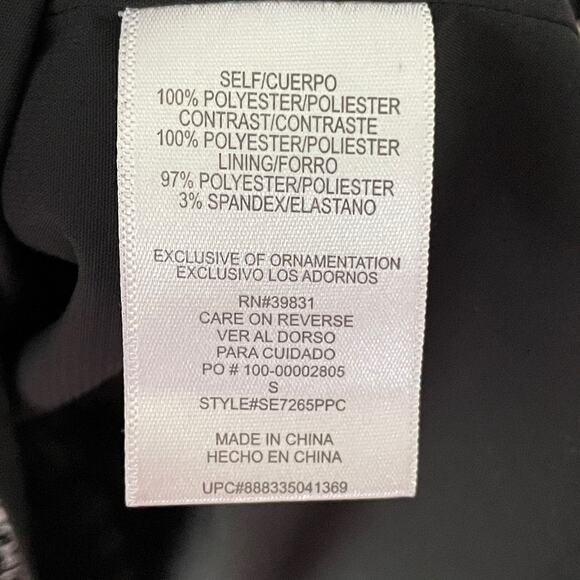 SELF/CUERPO
100% POLYESTER/POLIESTER
CONTRAST/CONTRASTE
100% POLYESTER/POLIESTER
LINING/FORRO
97% POLYESTER/POLIESTER
3% SPANDEX/ELASTANO
EXCLUSIVE OF ORNAMENTATION
EXCLUSIVO LOS ADORNOS
RN#39831
CARE ON REVERSE
VER AL DORSO
PARA CUIDADO
PO # 100-00002805
S
STYLE#SE7265PPC
MADE IN CHINA
HECHO EN CHINA
UPC#888335041369